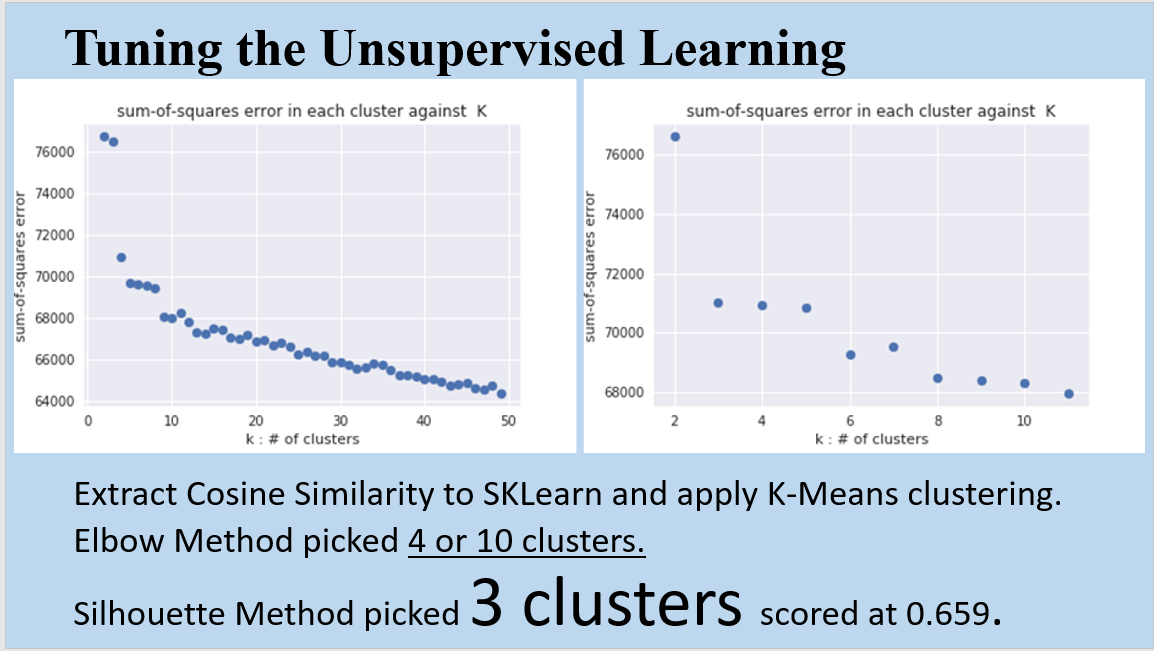 Tuning the Unsupervised Learning
sum-of-squares error in each cluster against K
sum-of-squares error
76000
74000
72000
70000
68000
66000
64000
0 10 20 30 40 50
k : # of clusters
sum-of-squares error in each cluster against K
sum-of-squares error
76000
74000
72000
70000
68000
2 4 6 8 10
k : # of clusters
Extract Cosine Similarity to SKLearn and apply K-Means clustering.
Elbow Method picked 4 or 10 clusters.
Silhouette Method picked 3 clusters scored at 0.659.